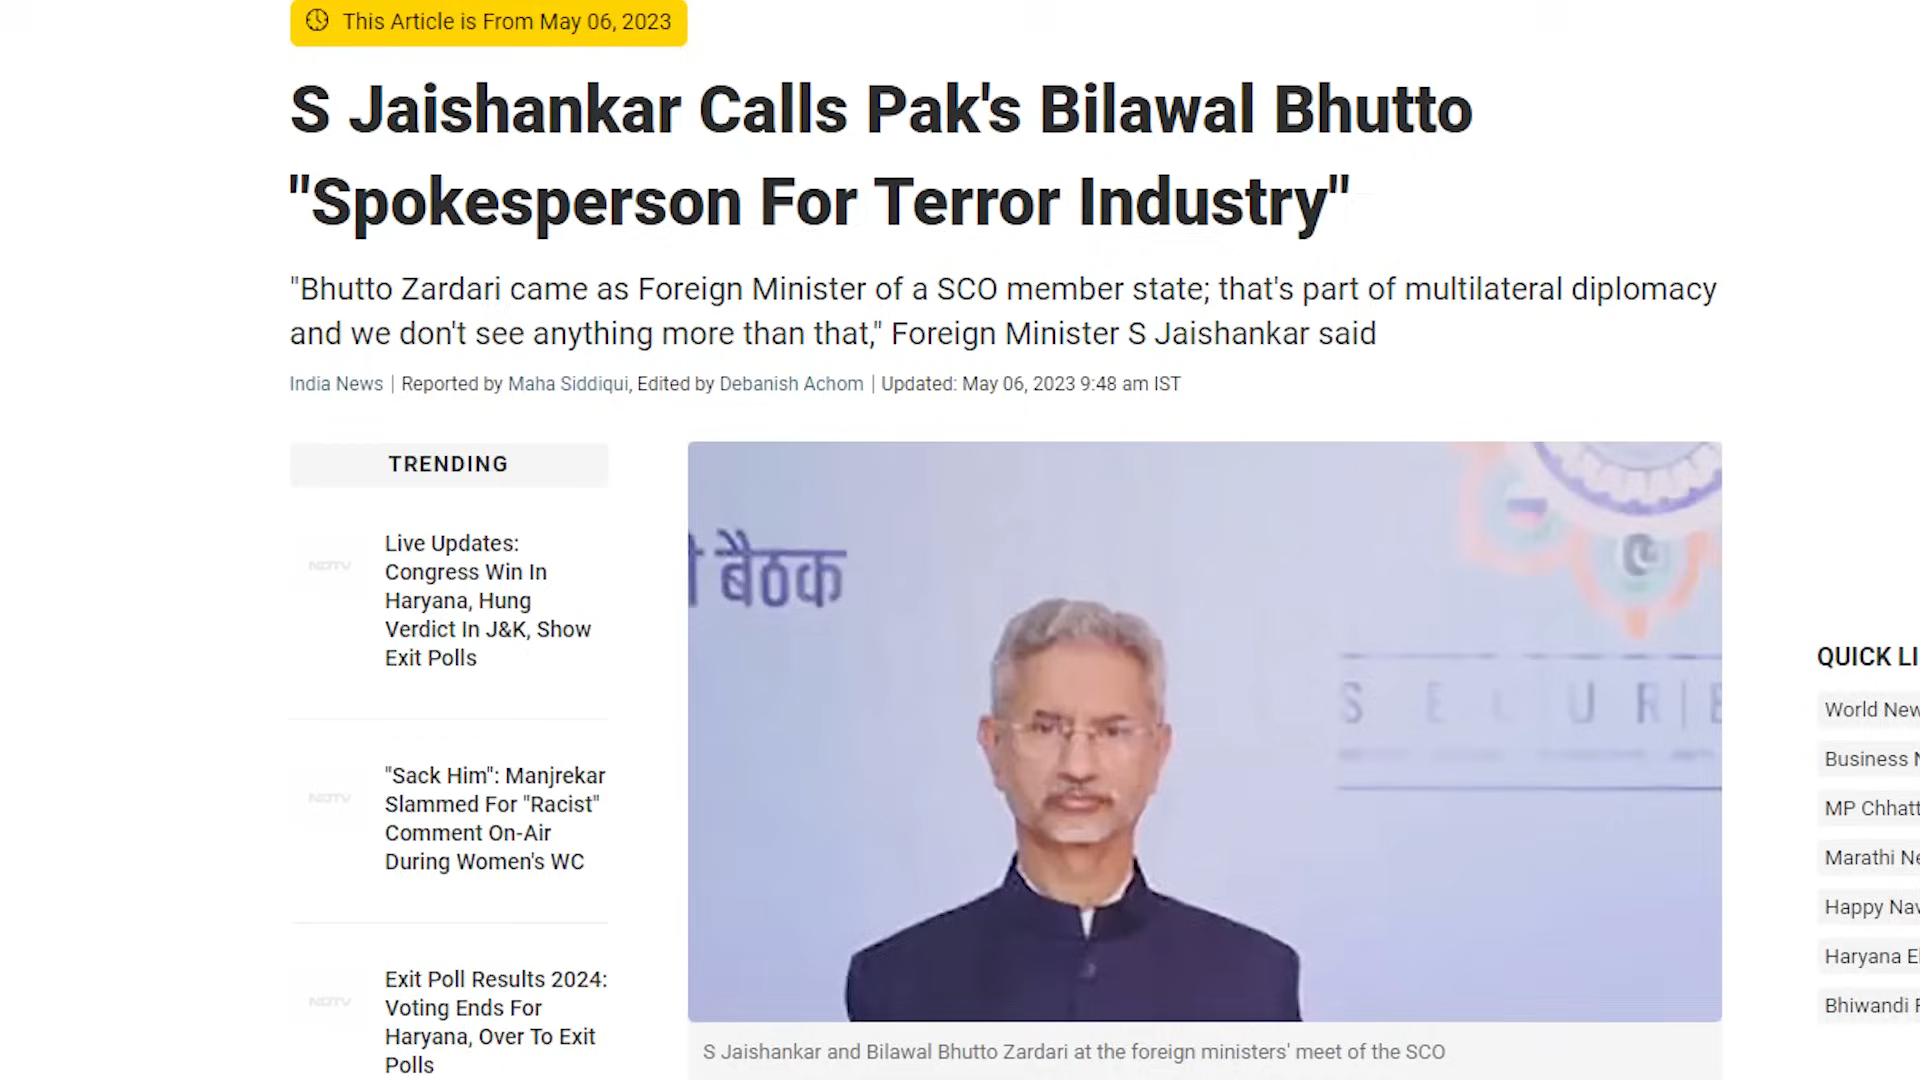 This Article is From May 06, 2023
S Jaishankar Calls Pak's Bilawal Bhutto
"Spokesperson For Terror Industry"
"Bhutto Zardari came as Foreign Minister of a SCO member state; that's part of multilateral diplomacy
and we don't see anything more than that," Foreign Minister S Jaishankar said
India News | Reported by Maha Siddiqui, Edited by Debanish Achom | Updated: May 06, 2023 9:48 am IST
TRENDING
NDTV
Live Updates:
Congress Win In
Haryana, Hung
Verdict In J&K, Show
Exit Polls
NDTV
"Sack Him": Manjrekar
Slammed For "Racist"
Comment On-Air
During Women's WC
NDTV
Exit Poll Results 2024:
Voting Ends For
Haryana, Over To Exit
Polls
बैठक
SECURE
S Jaishankar and Bilawal Bhutto Zardari at the foreign ministers' meet of the SCO
QUICK LI
World New
Business N
MP Chhatt
Marathi Ne
Happy Nav
Haryana El
Bhiwandi